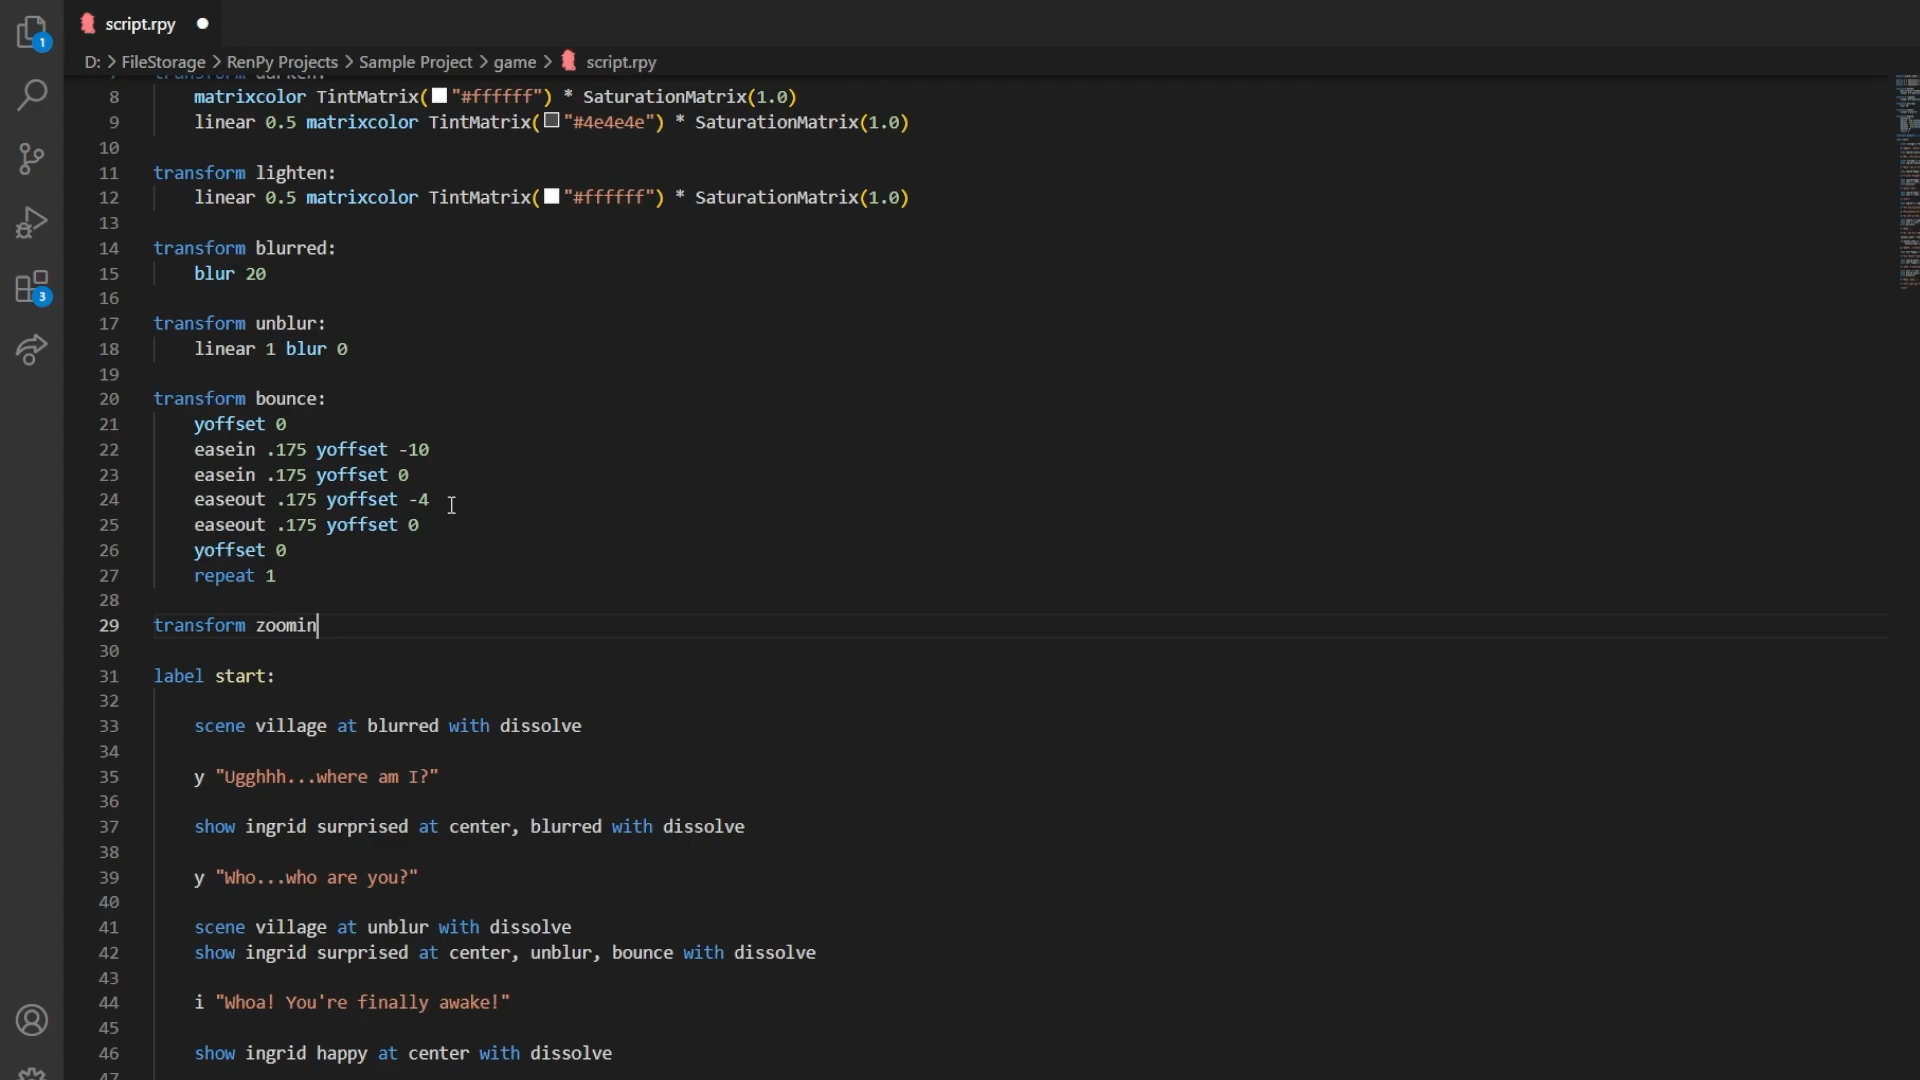 1
3
script.rpy
D: > FileStorage > RenPy Projects > Sample Project > game > script.rpy
7 transform darken:
8 matrixcolor TintMatrix("#ffffff") * SaturationMatrix(1.0)
9 linear 0.5 matrixcolor TintMatrix("#4e4e4e") * SaturationMatrix(1.0)
10
11 transform lighten:
12 linear 0.5 matrixcolor TintMatrix("#ffffff") * SaturationMatrix(1.0)
13
14 transform blurred:
15 blur 20
16
17 transform unblur:
18 linear 1 blur 0
19
20 transform bounce:
21 yoffset 0
22 easein .175 yoffset -10
23 easein .175 yoffset 0
24 easeout .175 yoffset -4
25 easeout .175 yoffset 0
26 yoffset 0
27 repeat 1
28
29 transform zoomin
30
31 label start:
32
33 scene village at blurred with dissolve
34
35 y "Ugghhh...where am I?"
36
37 show ingrid surprised at center, blurred with dissolve
38
39 y "Who...who are you?"
40
41 scene village at unblur with dissolve
42 show ingrid surprised at center, unblur, bounce with dissolve
43
44 i "Whoa! You're finally awake!"
45
46 show ingrid happy at center with dissolve
47